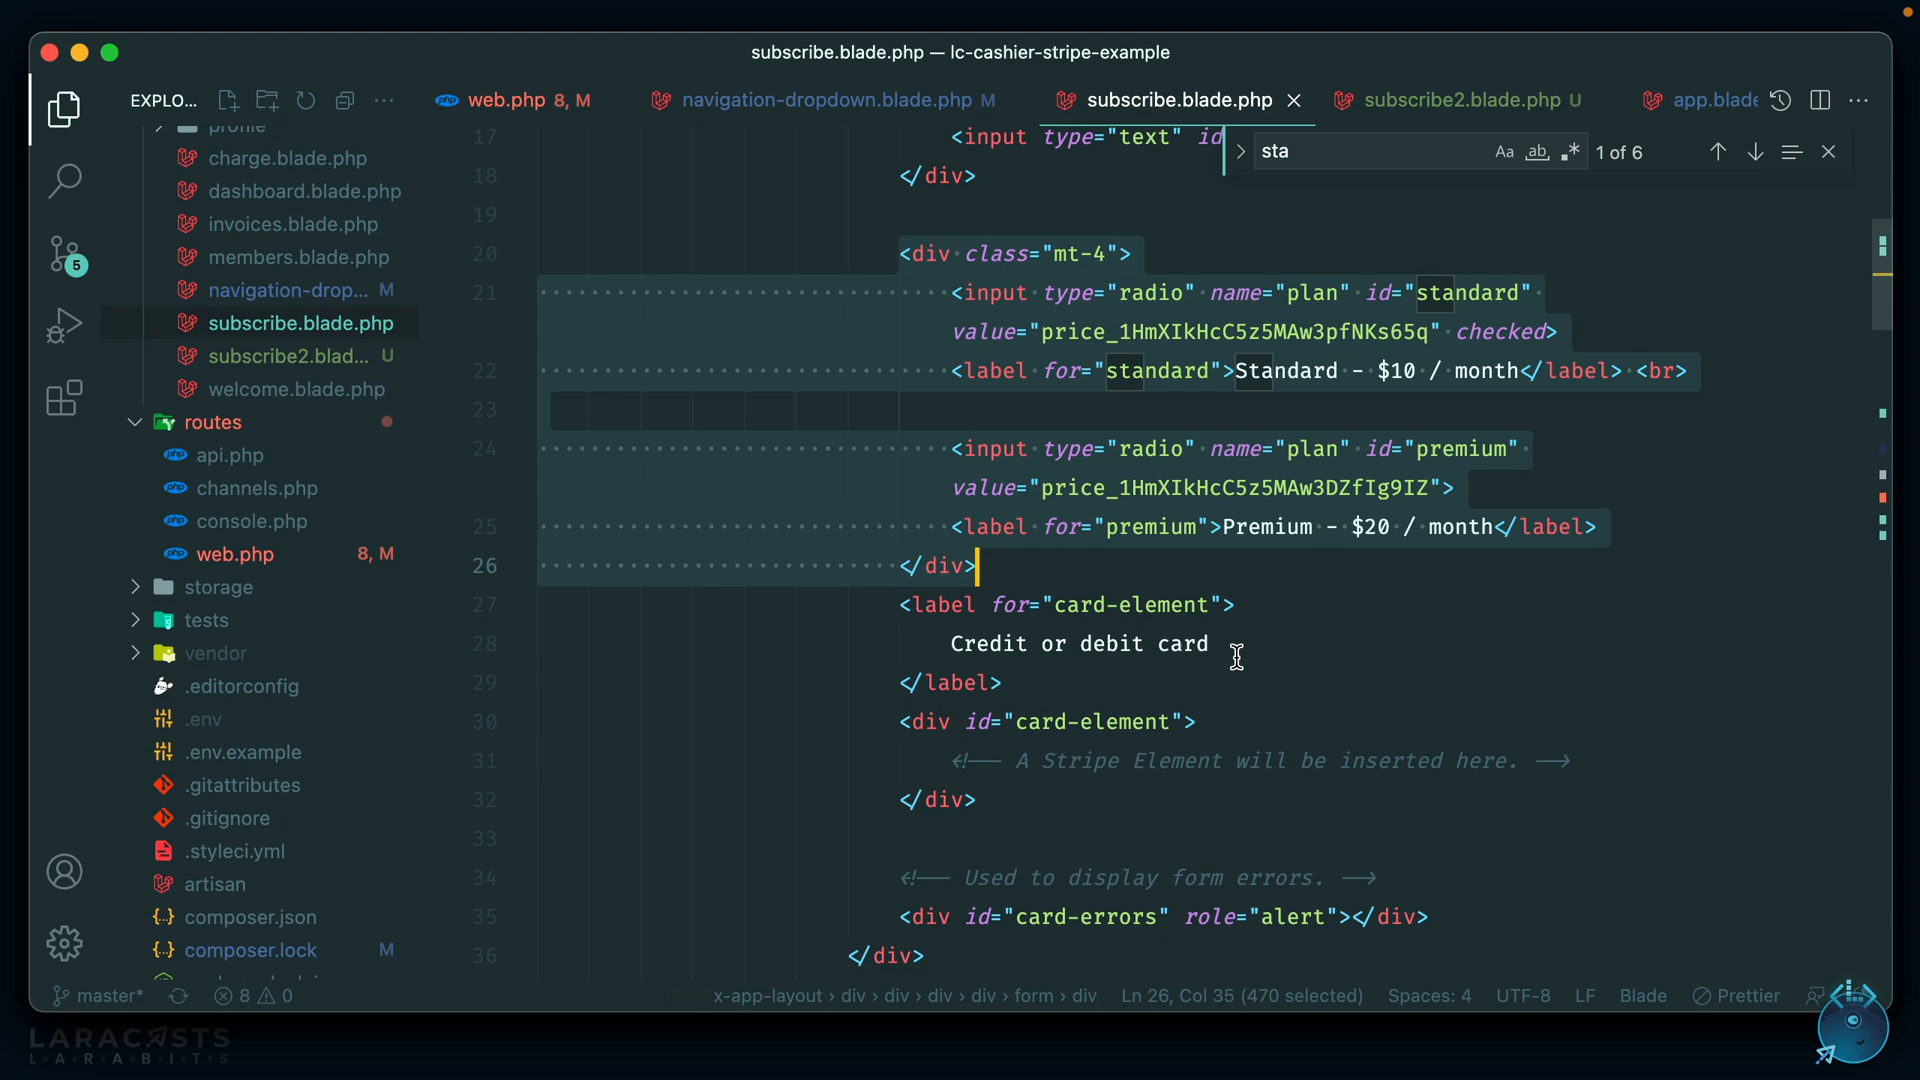 subscribe.blade.php — lc-cashier-stripe-example
EXPLO...
web.php 8, M
navigation-dropdown.blade.php M
subscribe.blade.php
subscribe2.blade.php U
app.blade
sta
Aa ab .* 1 of 6
profile
charge.blade.php
dashboard.blade.php
invoices.blade.php
members.blade.php
navigation-drop... M
subscribe.blade.php
subscribe2.blad... U
welcome.blade.php
routes
api.php
channels.php
console.php
web.php 8, M
storage
tests
vendor
.editorconfig
.env
.env.example
.gitattributes
.gitignore
.styleci.yml
artisan
composer.json
composer.lock M
5
17 <input type="text" id
18 </div>
19
20 <div class="mt-4">
21 <input type="radio" name="plan" id="standard"
value="price_1HmXIkHcC5z5MAw3pfNKs65q" checked>
22 <label for="standard">Standard - $10 / month</label> <br>
23
24 <input type="radio" name="plan" id="premium"
value="price_1HmXIkHcC5z5MAw3DZfIg9IZ">
25 <label for="premium">Premium - $20 / month</label>
26 </div>
27 <label for="card-element">
28 Credit or debit card
29 </label>
30 <div id="card-element">
31 <!-- A Stripe Element will be inserted here. -->
32 </div>
33
34 <!-- Used to display form errors. -->
35 <div id="card-errors" role="alert"></div>
36 </div>
master* 8 0
x-app-layout › div › div › div › div › form › div
Ln 26, Col 35 (470 selected) Spaces: 4 UTF-8 LF Blade Prettier
LARACASTS
L·A·R·A·B·I·T·S